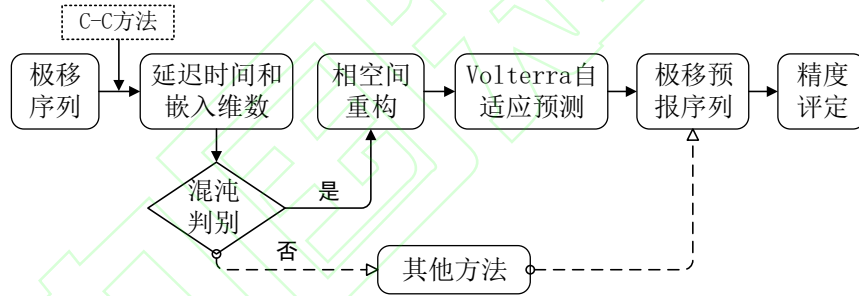 C-C方法
极移
序列
延迟时间和
嵌入维数
相空间
重构
Volterra自
适应预测
极移预
报序列
精度
评定
混沌
判别
是
否
其他方法